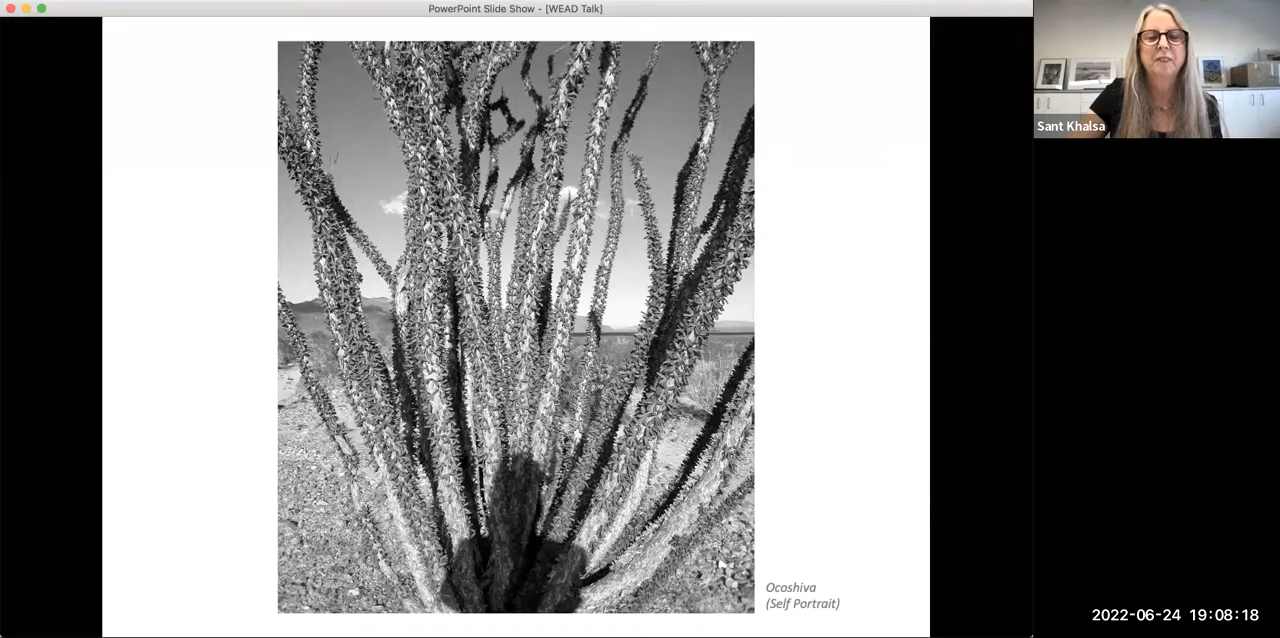 PowerPoint Slide Show - [WEAD Talk]
Sant Khalsa
Ocoshiva
(Self Portrait)
2022-06-24 19:08:18